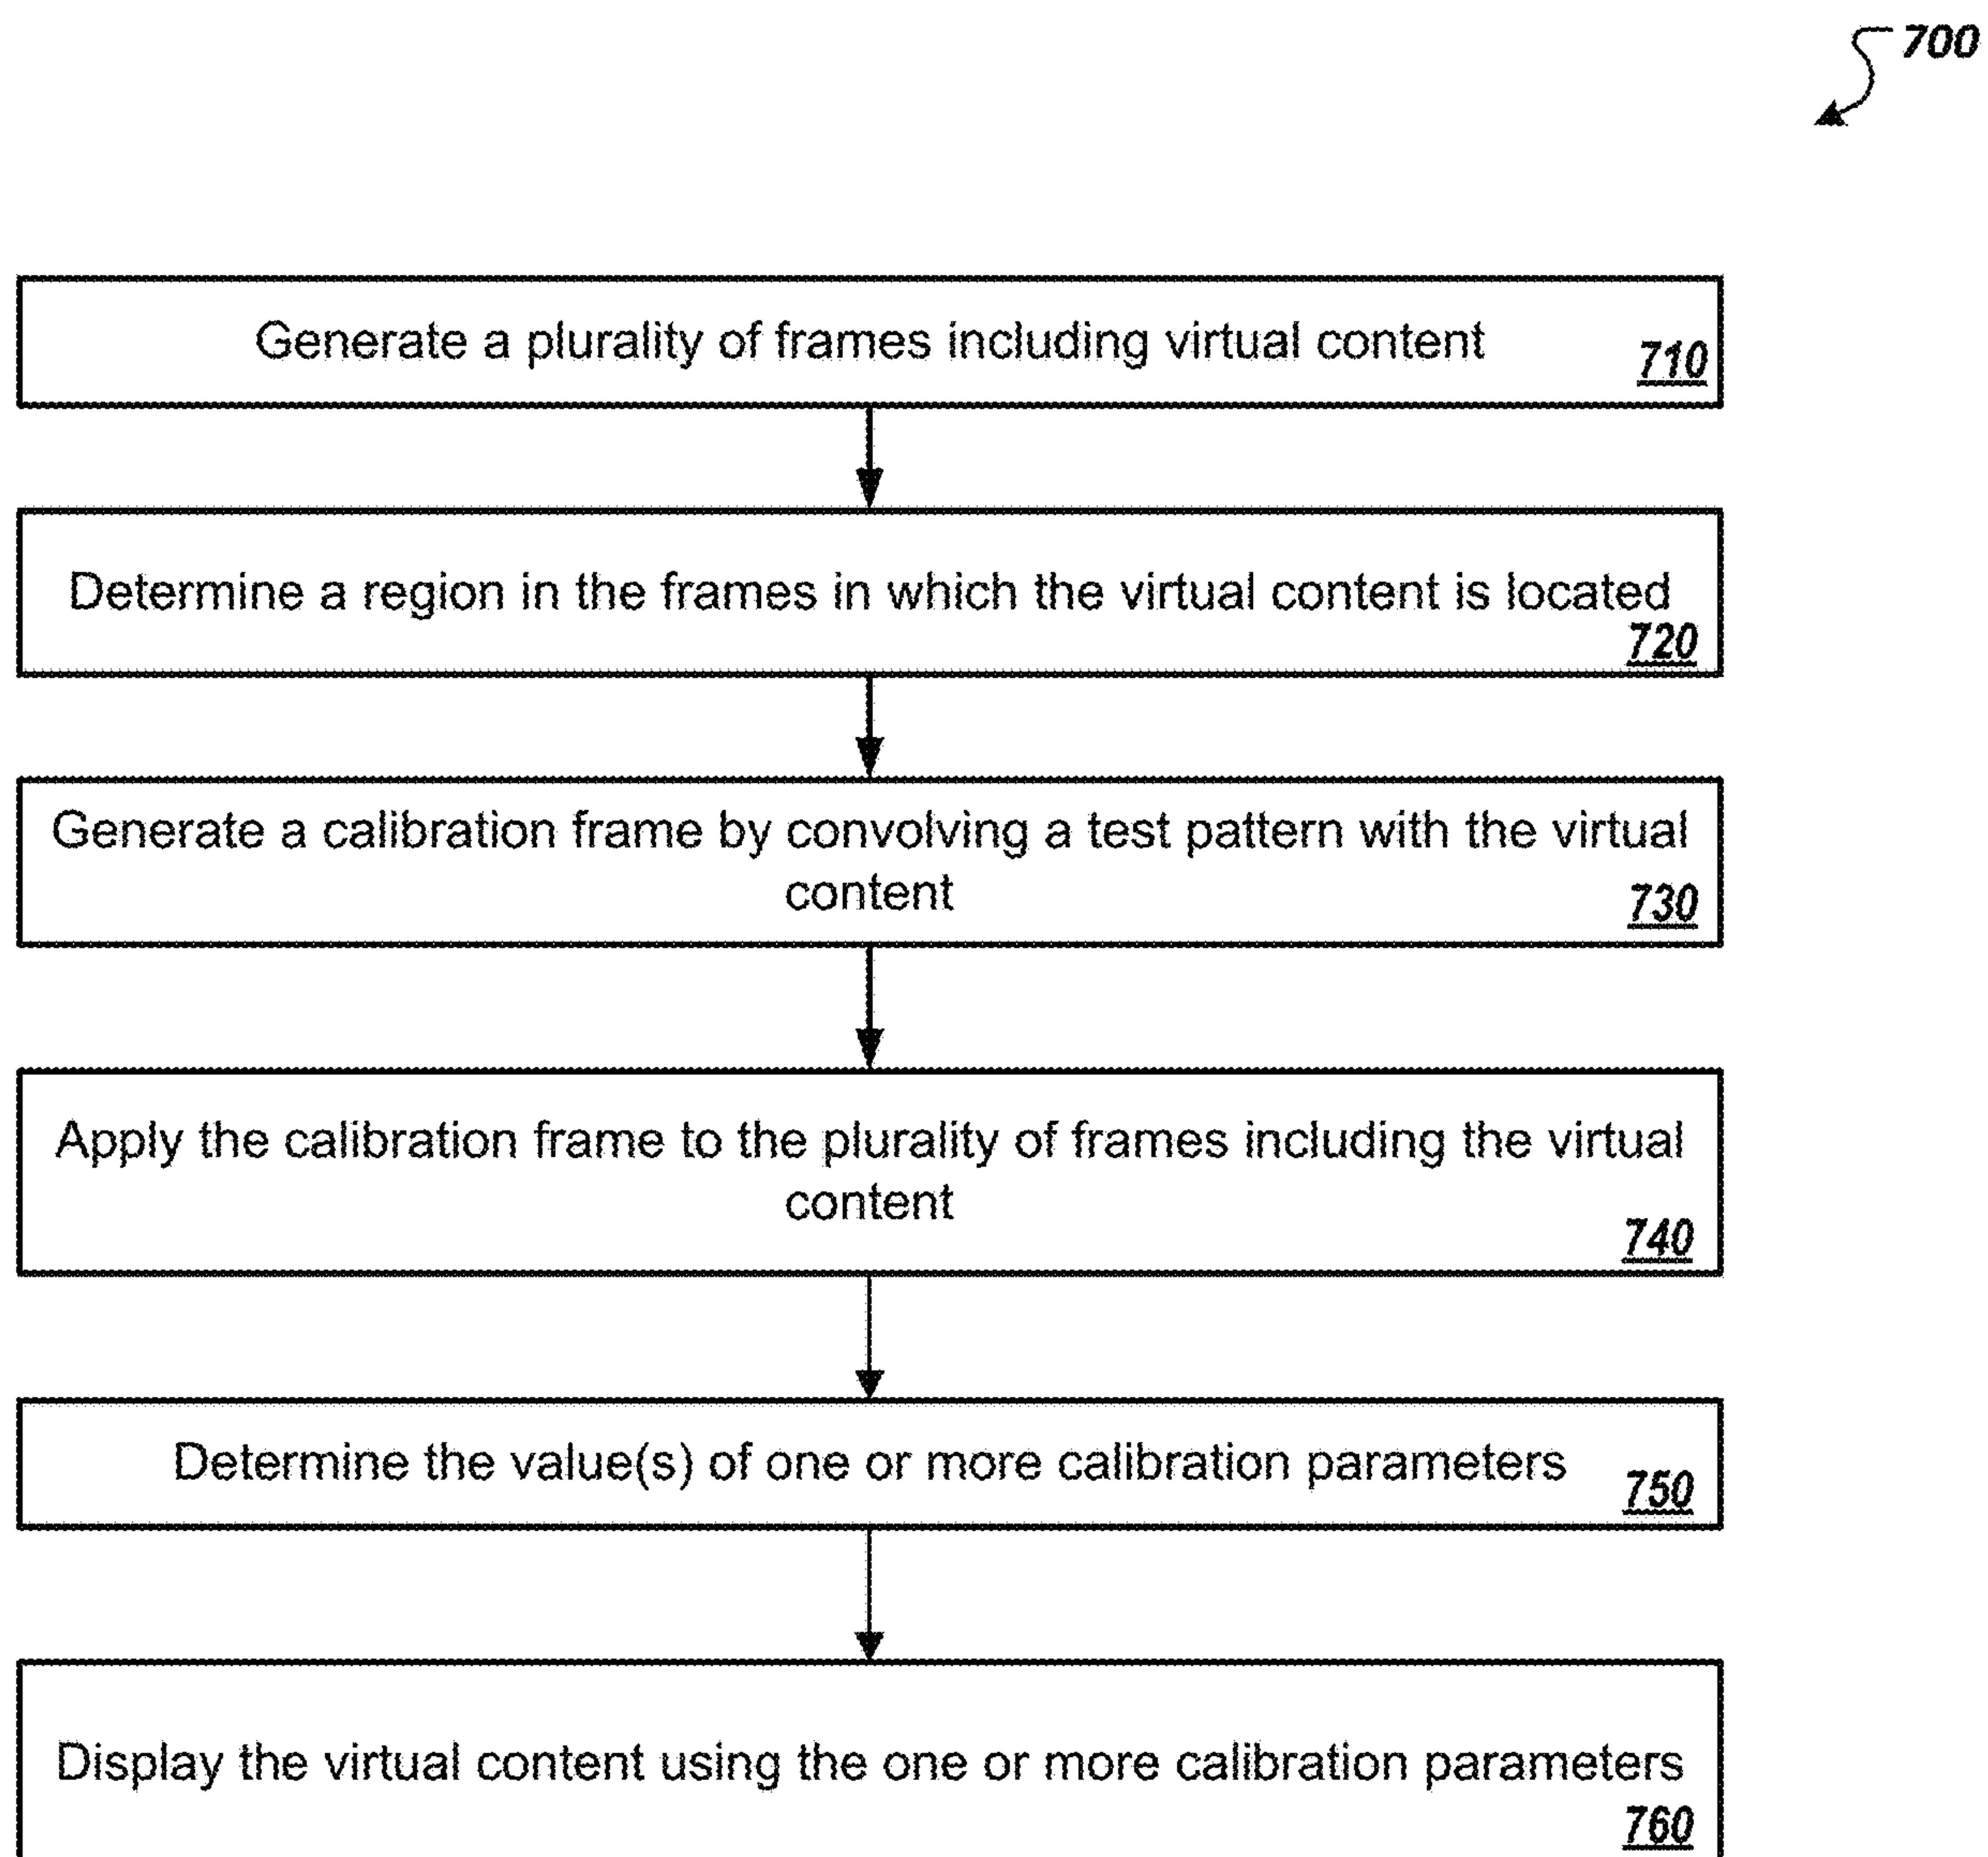 700
Generate a plurality of frames including virtual content
710
Determine a region in the frames in which the virtual content is located
720
Generate a calibration frame by convolving a test pattern with the virtual
content
730
Apply the calibration frame to the plurality of frames including the virtual
content
740
Determine the value(s) of one or more calibration parameters
750
Display the virtual content using the one or more calibration parameters
760